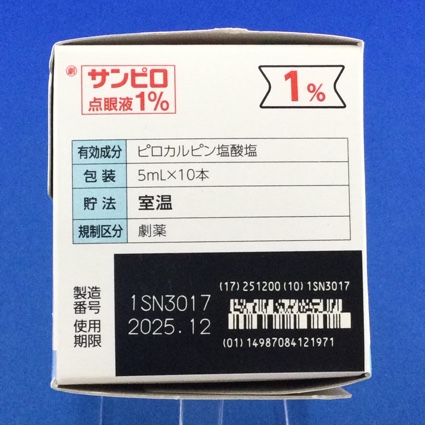 劇
サンピロ
点眼液1%
1%
有効成分 ピロカルピン塩酸塩
包装 5mL×10本
貯法 室温
規制区分 劇薬
製造番号 1SN3017
使用期限 2025.12
(17)251200(10)1SN3017
(01)14987084121971